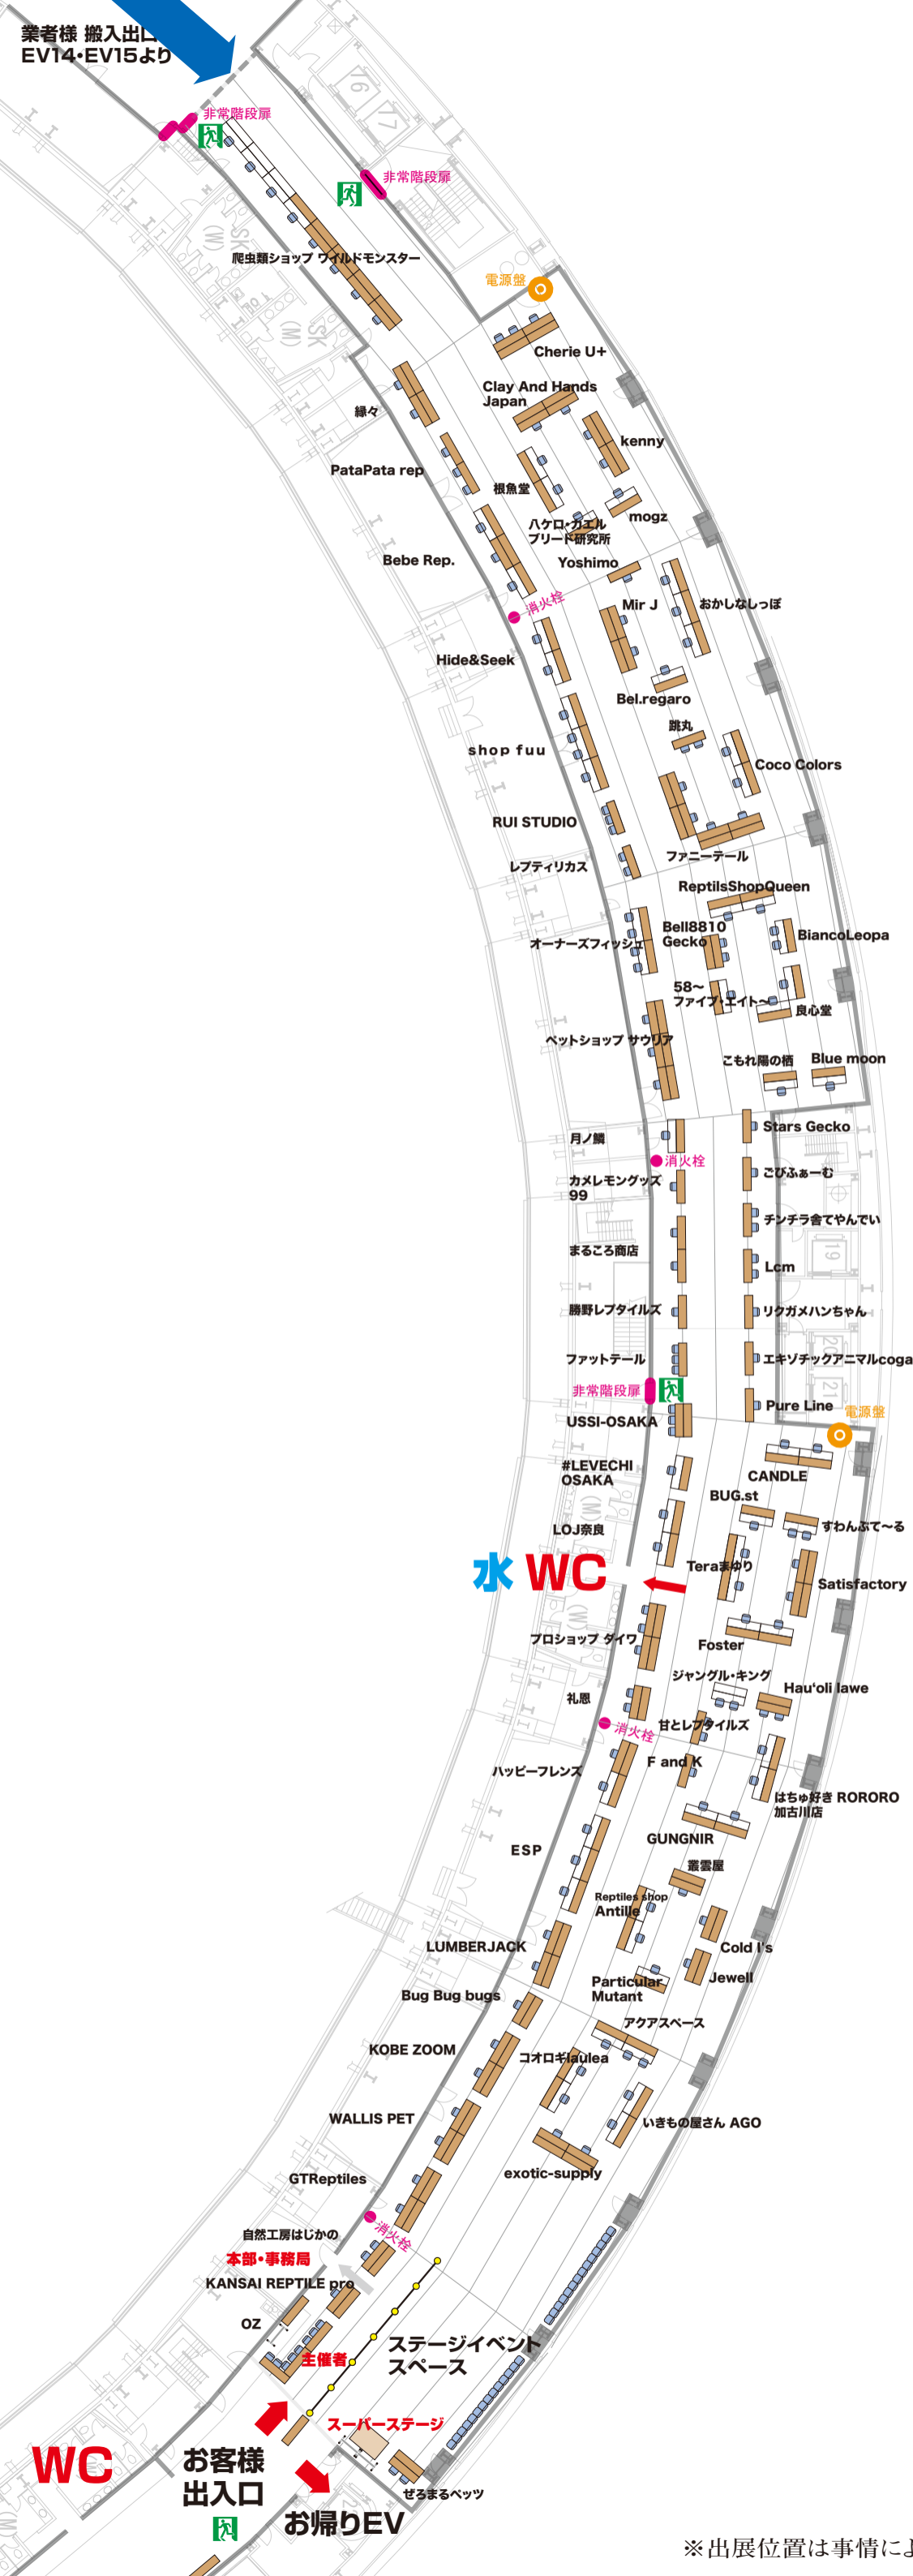 業者様 搬入出口
EV14・EV15より
非常階段扉
76
77
非常階段扉
SK
(W)
爬虫類ショップ ワイルドモンスター
電源盤
SK
(M)
Cherie U+
Clay And Hands
Japan
縁々
kenny
PataPata rep
根魚堂
mogz
八ケロ・カエル
ブリード研究所
Bebe Rep.
Yoshimo
消火栓
Mir J
おかしなしっぽ
Hide&Seek
Bel.regaro
跳丸
shop fuu
Coco Colors
RUI STUDIO
ファニーテール
レプティリカス
ReptilsShopQueen
Bell8810
Gecko
BiancoLeopa
オーナーズフィッシュ
58～
ファイブ・エイト～
良心堂
ペットショップ サウリア
こもれ陽の栖
Blue moon
Stars Gecko
月ノ鱗
消火栓
カメレモングッズ
99
ごびふぁーむ
チンチラ舎てやんでい
まるころ商店
19
Lcm
勝野レプタイルズ
リクガメハンちゃん
ファットテール
20
エキゾチックアニマルcoga
非常階段扉
21
USSI-OSAKA
Pure Line
電源盤
#LEVECHI
OSAKA
CANDLE
BUG.st
(M)
LOJ奈良
すわんぷて～る
水 WC
Teraまゆり
Satisfactory
(W)
プロショップ ダイワ
Foster
ジャングル・キング
Hau'oli lawe
礼恩
消火栓
甘とレプタイルズ
F and K
ハッピーフレンズ
はちゅ好き RORORO
加古川店
GUNGNIR
ESP
叢雲屋
Reptiles shop
Antille
LUMBERJACK
Cold I's
Jewell
Particular
Mutant
Bug Bug bugs
アクアスペース
KOBE ZOOM
コオロギlaulea
WALLIS PET
いきもの屋さん AGO
exotic-supply
GTReptiles
消火栓
自然工房はじかの
本部・事務局
KANSAI REPTILE pro
OZ
主催者
ステージイベント
スペース
スーパーステージ
WC
お客様
出入口
ぜろまるペッツ
お帰りEV
※出展位置は事情によ